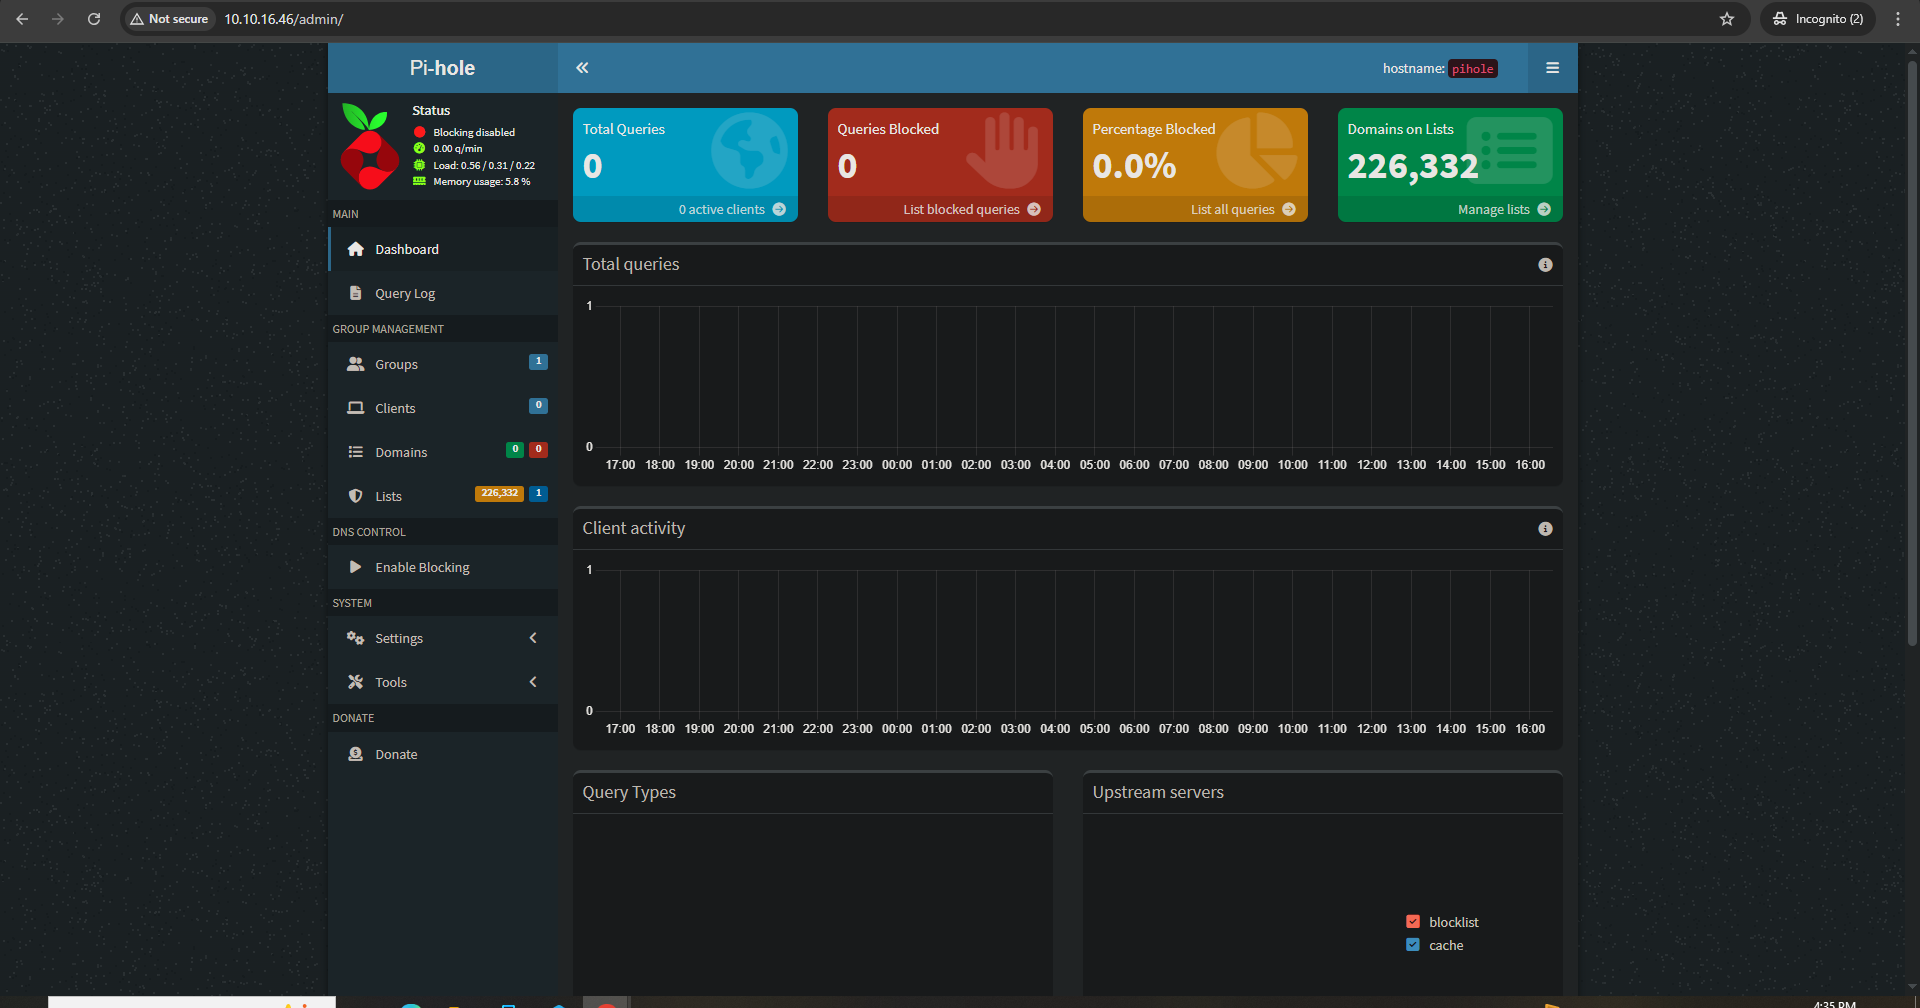 Not secure
10.10.16.46/admin/
Incognito (2)
Pi-hole
hostname: pihole
Status
Blocking disabled
0.00 q/min
Load: 0.56 / 0.31 / 0.22
Memory usage: 5.8 %
MAIN
Dashboard
Query Log
GROUP MANAGEMENT
Groups 1
Clients 0
Domains 0 0
Lists 226,332 1
DNS CONTROL
Enable Blocking
SYSTEM
Settings
Tools
DONATE
Donate
Total Queries
0
0 active clients
Queries Blocked
0
List blocked queries
Percentage Blocked
0.0%
List all queries
Domains on Lists
226,332
Manage lists
Total queries
1
0
17:00 18:00 19:00 20:00 21:00 22:00 23:00 00:00 01:00 02:00 03:00 04:00 05:00 06:00 07:00 08:00 09:00 10:00 11:00 12:00 13:00 14:00 15:00 16:00
Client activity
1
0
17:00 18:00 19:00 20:00 21:00 22:00 23:00 00:00 01:00 02:00 03:00 04:00 05:00 06:00 07:00 08:00 09:00 10:00 11:00 12:00 13:00 14:00 15:00 16:00
Query Types
Upstream servers
blocklist
cache
4:35 PM